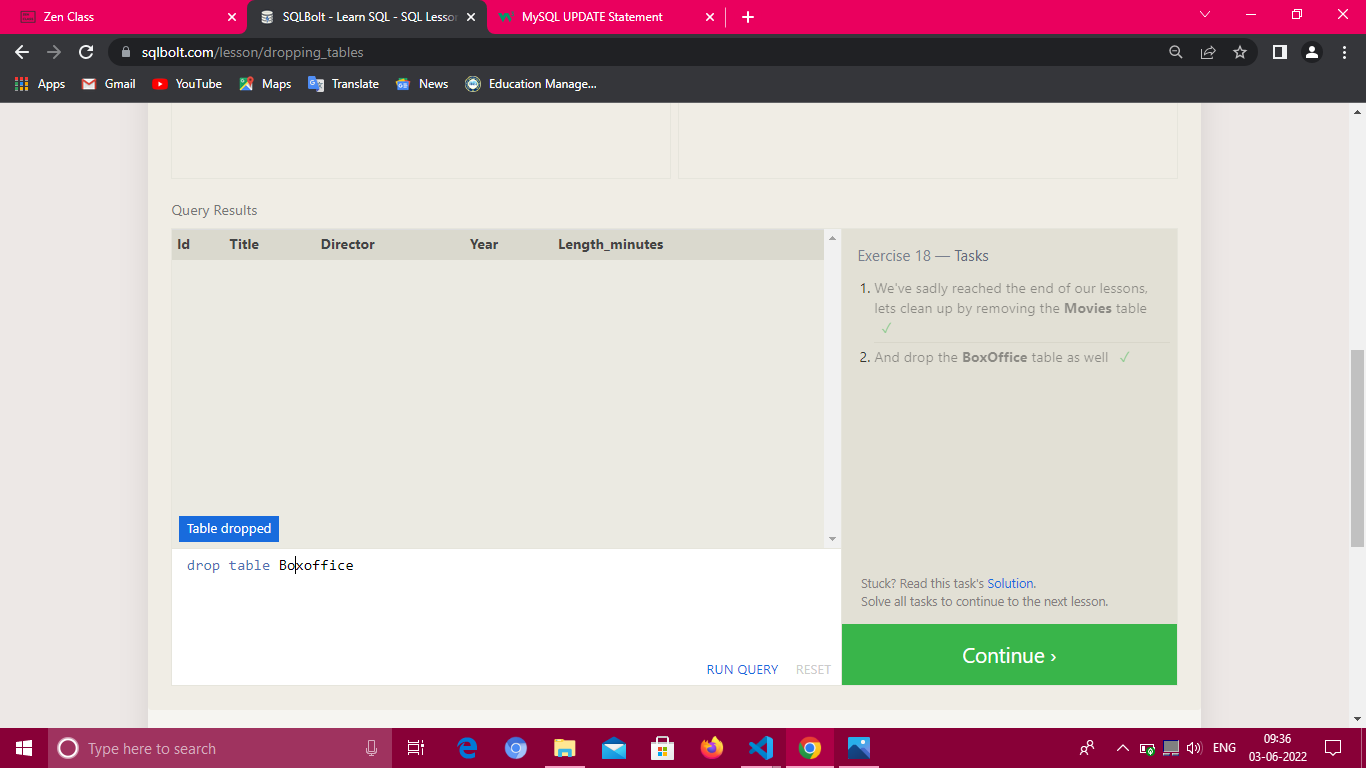 Zen Class
SQLBolt - Learn SQL - SQL Lesson
MySQL UPDATE Statement
sqlbolt.com/lesson/dropping_tables
Apps
Gmail
YouTube
Maps
Translate
News
Education Manage...
Query Results
Id Title Director Year Length_minutes
Table dropped
drop table Boxoffice
RUN QUERY RESET
Exercise 18 — Tasks
1. We've sadly reached the end of our lessons,
lets clean up by removing the Movies table
✓
2. And drop the BoxOffice table as well ✓
Stuck? Read this task's Solution.
Solve all tasks to continue to the next lesson.
Continue ›
Type here to search
ENG
09:36
03-06-2022